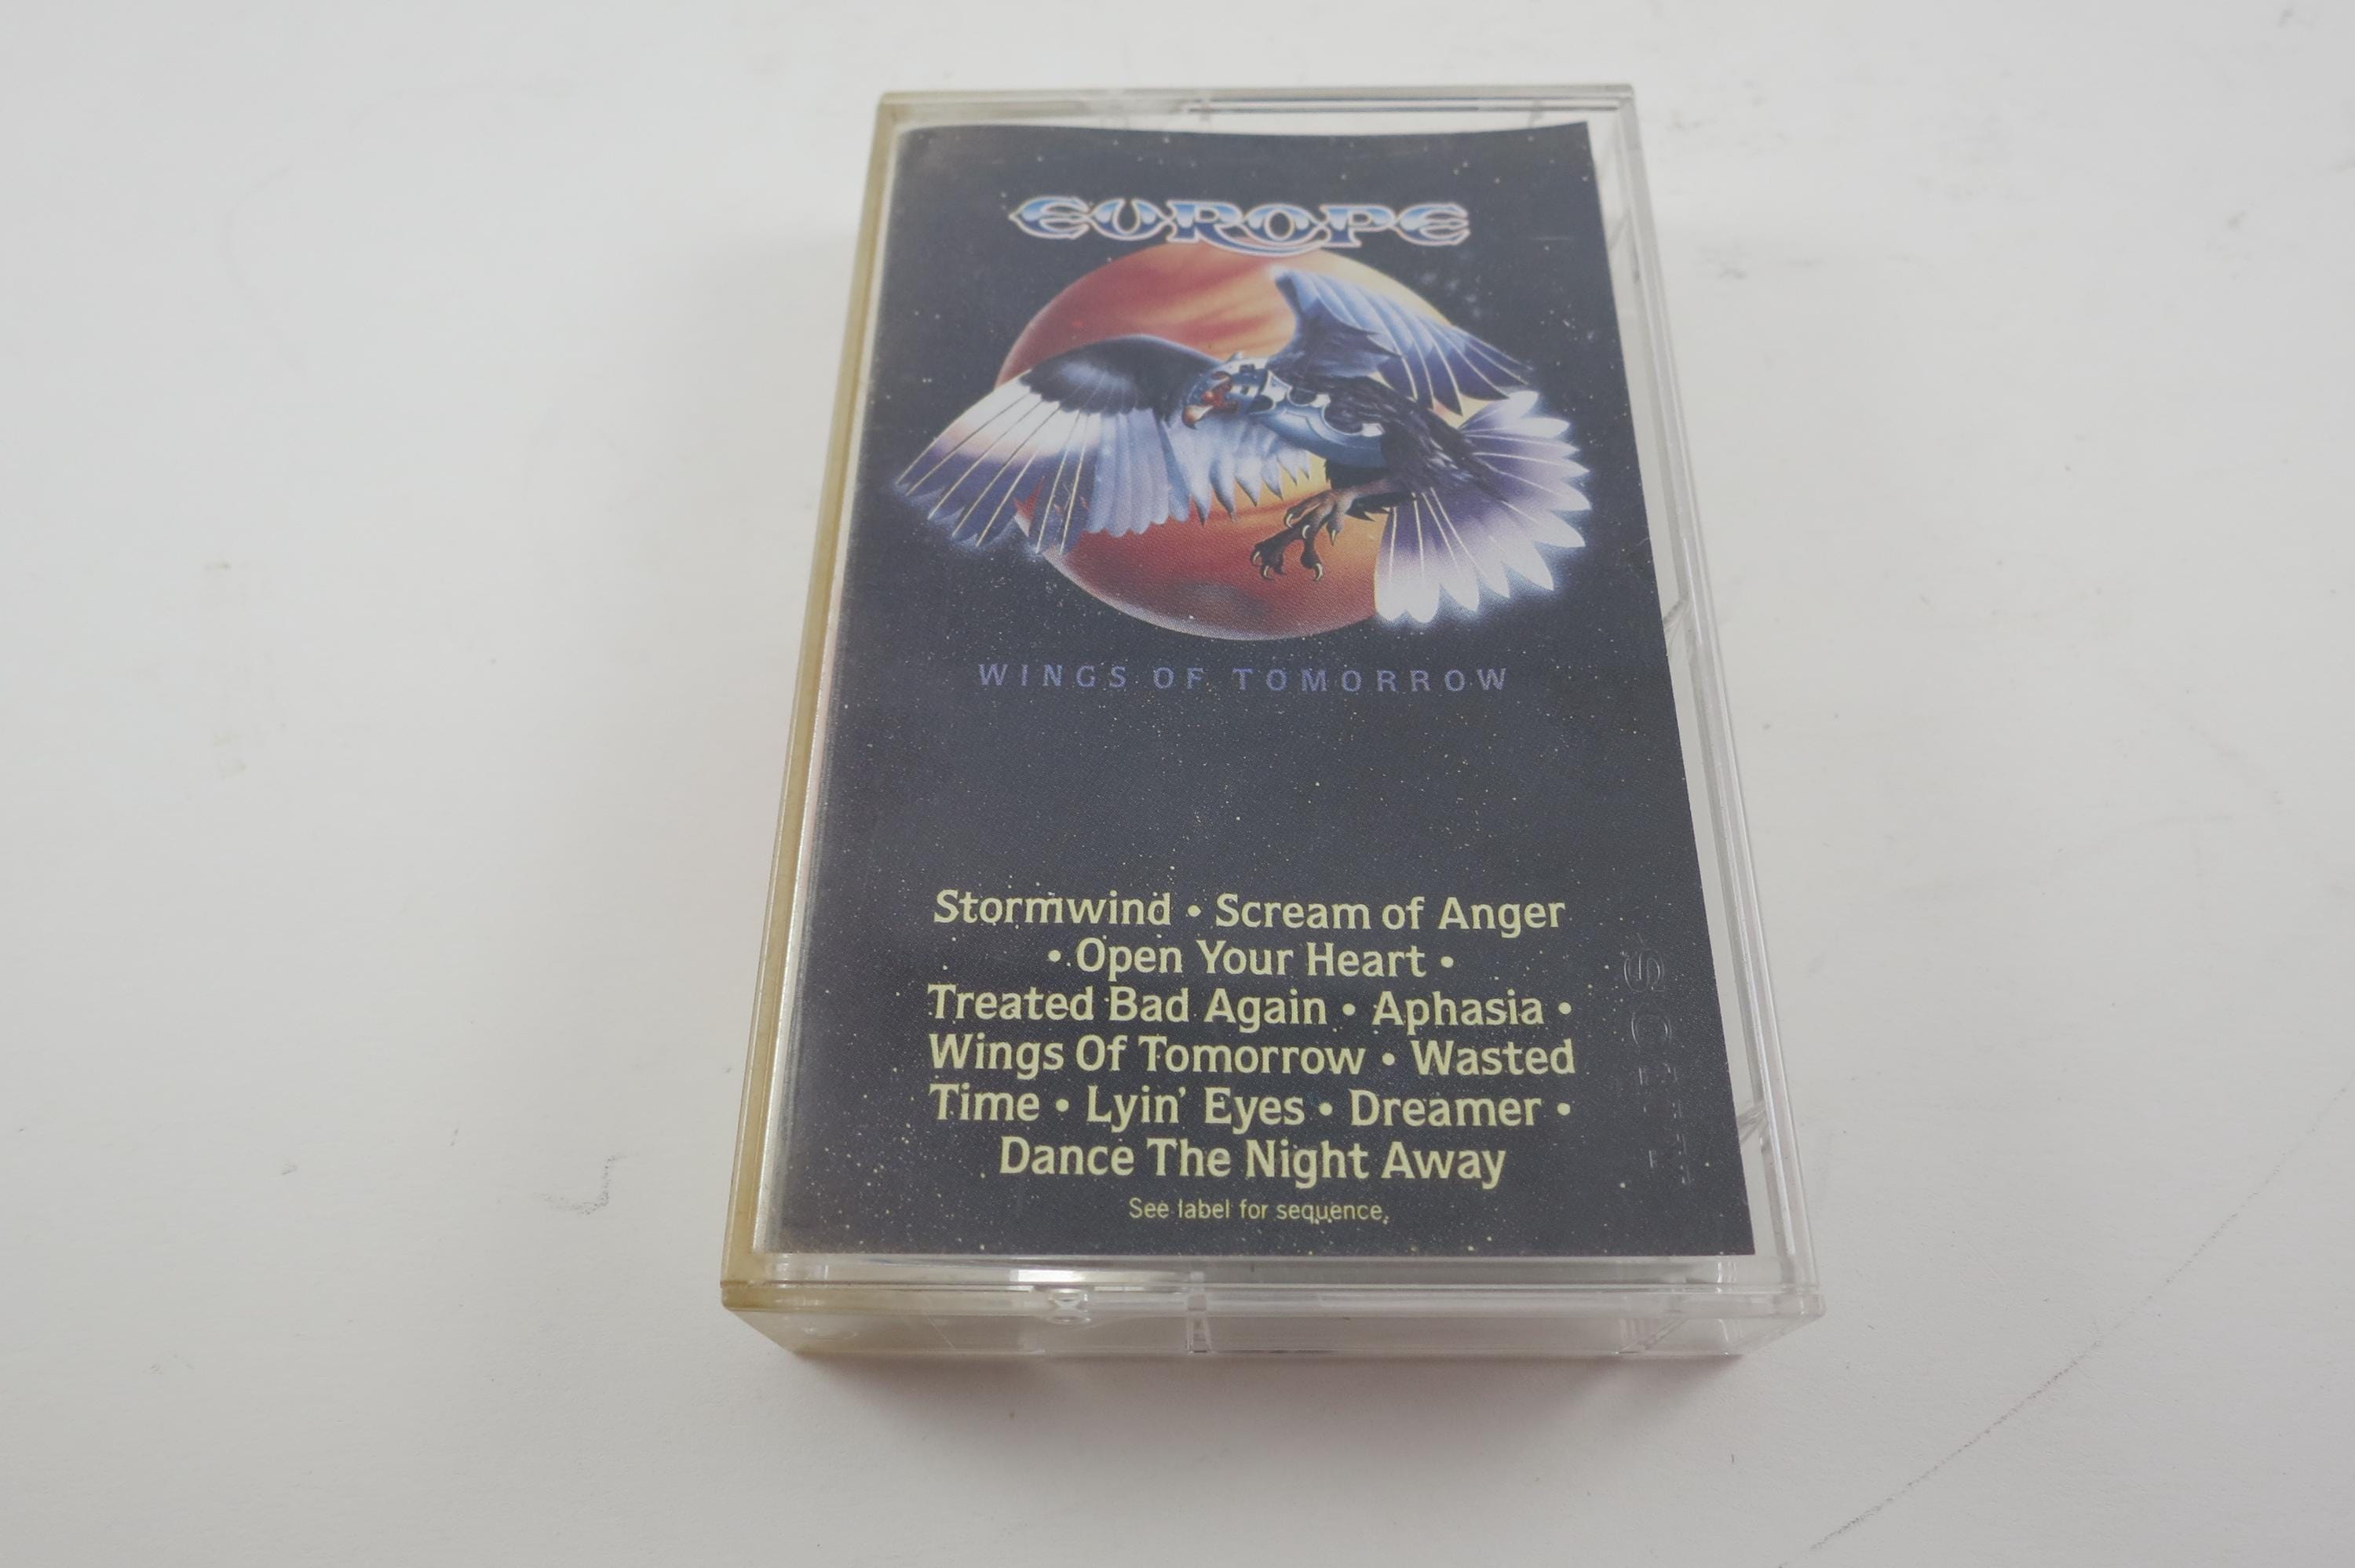 EUROPE
WINGS OF TOMORROW
Stormwind • Scream of Anger
• Open Your Heart •
Treated Bad Again • Aphasia •
Wings Of Tomorrow • Wasted
Time • Lyin' Eyes • Dreamer •
Dance The Night Away
See label for sequence.